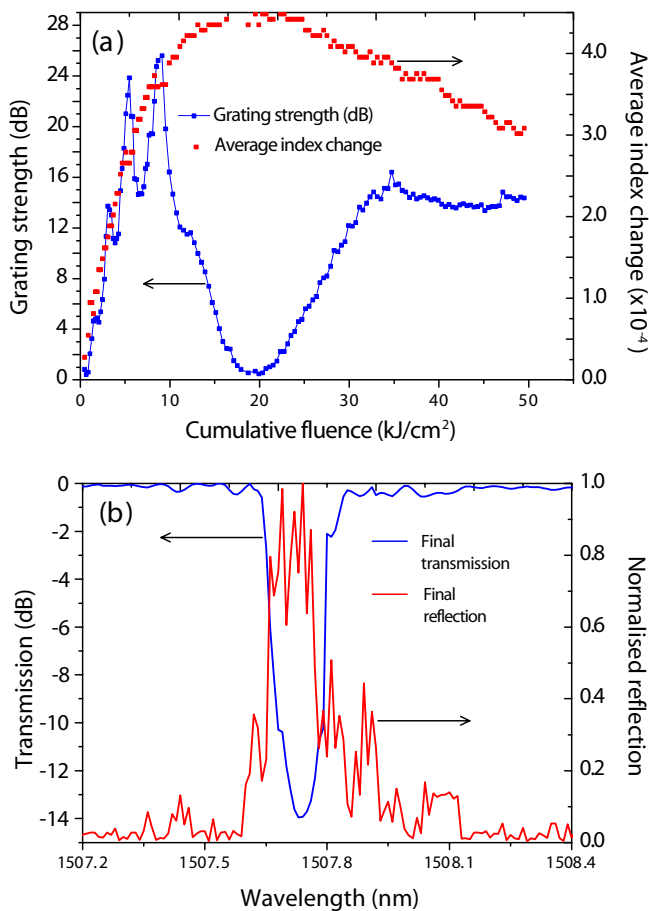 (a)
28
24
20
16
12
8
4
0
Grating strength (dB)
Grating strength (dB)
Average index change
4.0
3.0
2.0
1.0
0.0
Average index change (x10-4)
0
10
20
30
40
50
Cumulative fluence (kJ/cm²)
(b)
0
-2
-4
-6
-8
-10
-12
-14
Transmission (dB)
Final
transmission
Final
reflection
1.0
0.8
0.6
0.4
0.2
0.0
Normalised reflection
1507.2
1507.5
1507.8
1508.1
1508.4
Wavelength (nm)